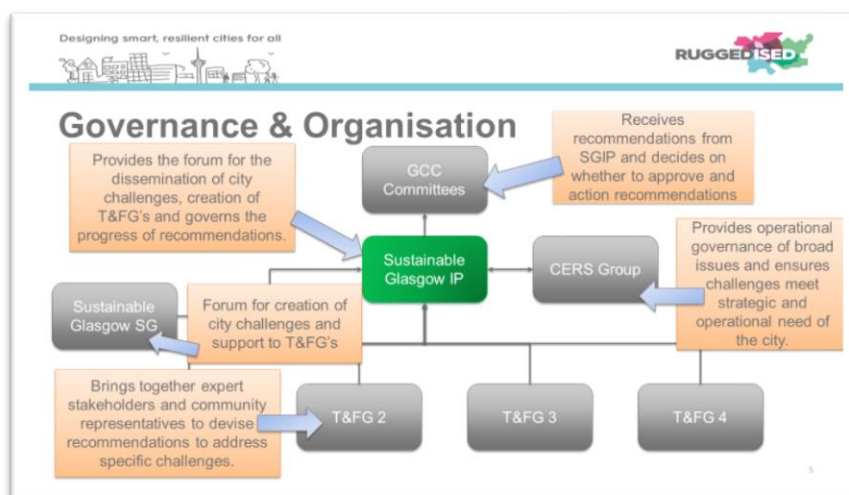 Designing smart, resilient cities for all
RUGGEDISED
Governance & Organisation
Provides the forum for the
dissemination of city
challenges, creation of
T&FG's and governs the
progress of recommendations.
GCC
Committees
Receives
recommendations from
SGIP and decides on
whether to approve and
action recommendations
Sustainable
Glasgow IP
CERS Group
Provides operational
governance of broad
issues and ensures
challenges meet
strategic and
operational need of
the city.
Sustainable
Glasgow SG
Forum for creation of
city challenges and
support to T&FG's
Brings together expert
stakeholders and community
representatives to devise
recommendations to address
specific challenges.
T&FG 2
T&FG 3
T&FG 4
5